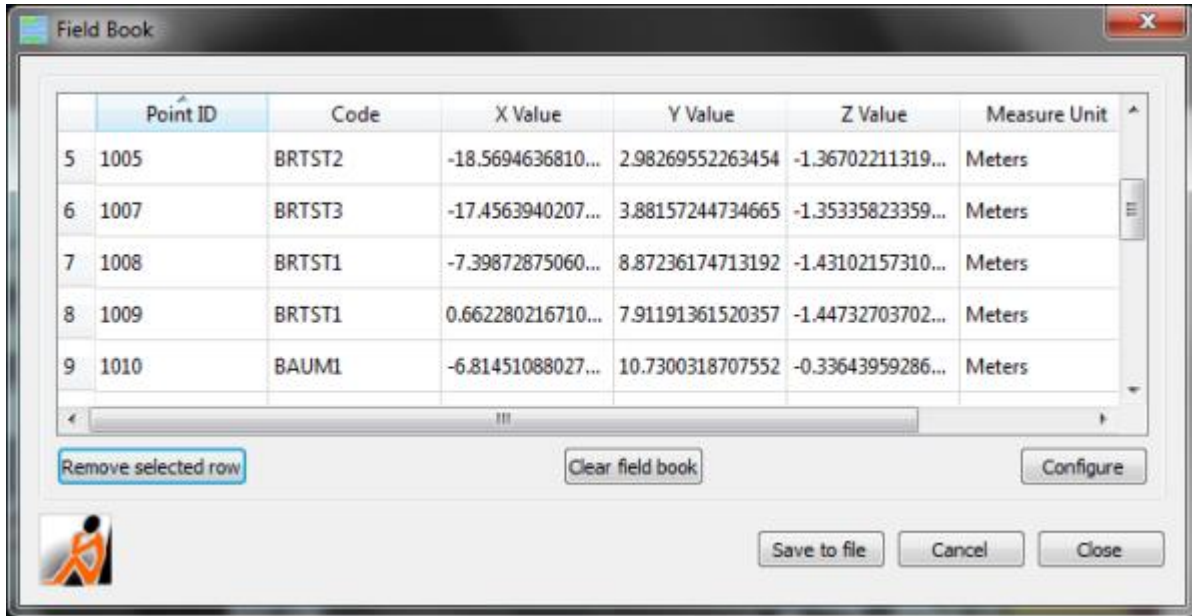 Field Book
Point ID Code X Value Y Value Z Value Measure Unit
5 1005 BRTST2 -18.5694636810... 2.98269552263454 -1.36702211319... Meters
6 1007 BRTST3 -17.4563940207... 3.88157244734665 -1.35335823359... Meters
7 1008 BRTST1 -7.39872875060... 8.87236174713192 -1.43102157310... Meters
8 1009 BRTST1 0.662280216710... 7.91191361520357 -1.44732703702... Meters
9 1010 BAUM1 -6.81451088027... 10.7300318707552 -0.33643959286... Meters
Remove selected row Clear field book Configure
Save to file Cancel Close